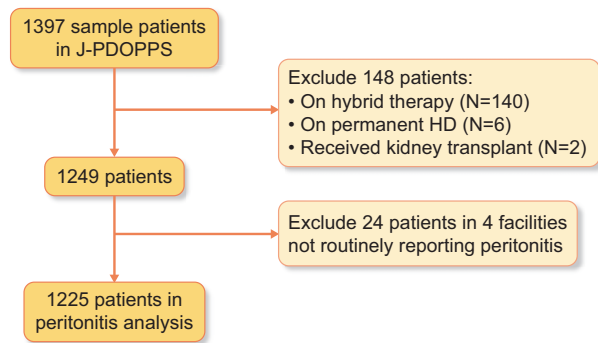 1397 sample patients
in J-PDOPPS
Exclude 148 patients:
• On hybrid therapy (N=140)
• On permanent HD (N=6)
• Received kidney transplant (N=2)
1249 patients
Exclude 24 patients in 4 facilities
not routinely reporting peritonitis
1225 patients in
peritonitis analysis